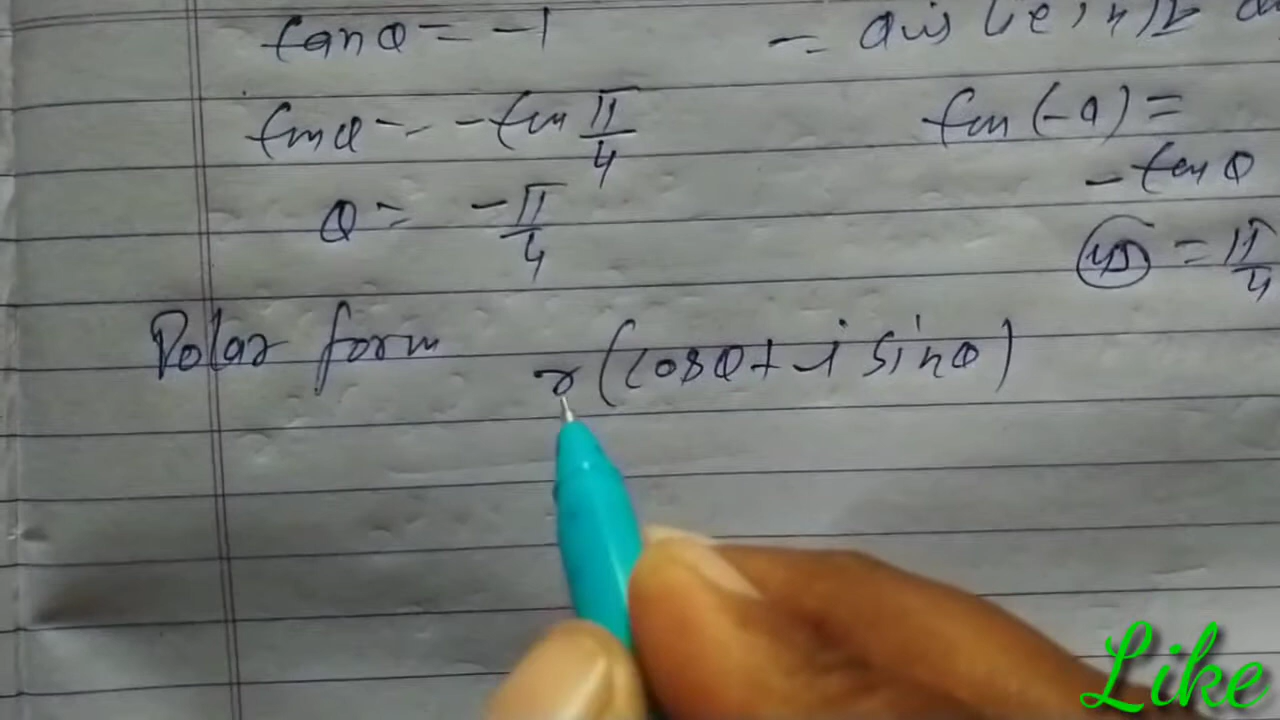 tanθ = -1
tanθ = -tan π/4
θ = -π/4
tan(-θ) =
-tanθ
45 = π/4
Polar form r(cosθ + i sinθ)
Like